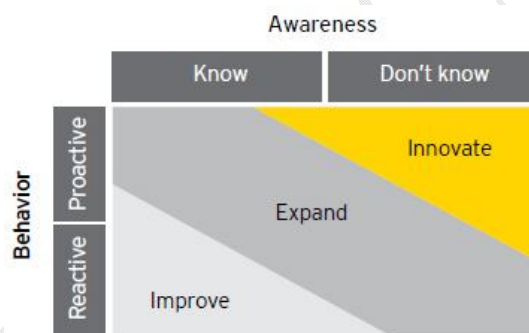 Awareness
Know
Don't know
Behavior
Proactive
Reactive
Innovate
Expand
Improve